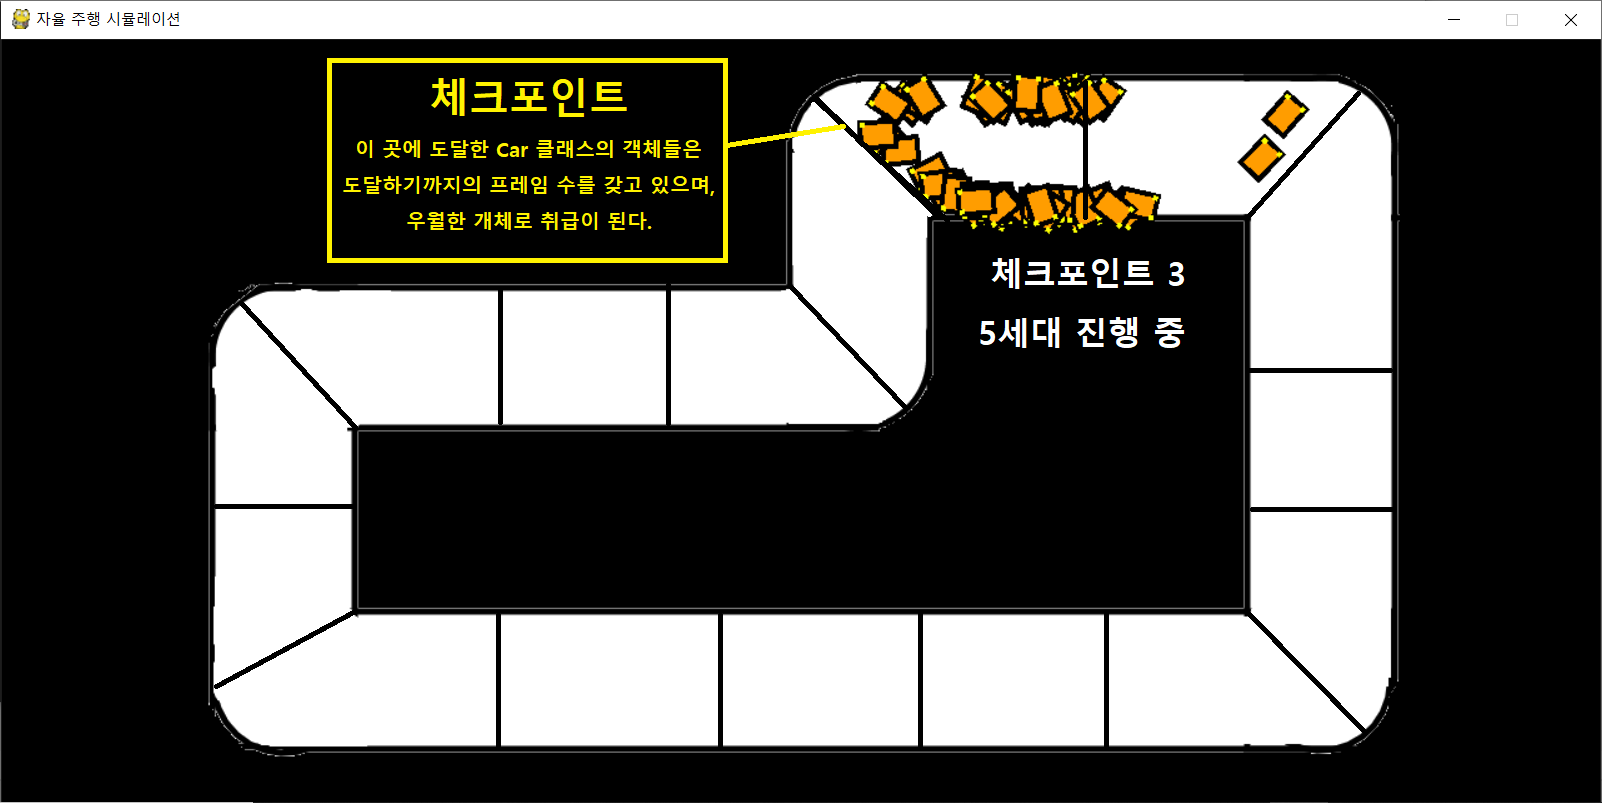 자율 주행 시뮬레이션
체크포인트
이 곳에 도달한 Car 클래스의 객체들은
도달하기까지의 프레임 수를 갖고 있으며,
우월한 개체로 취급이 된다.
체크포인트 3
5세대 진행 중